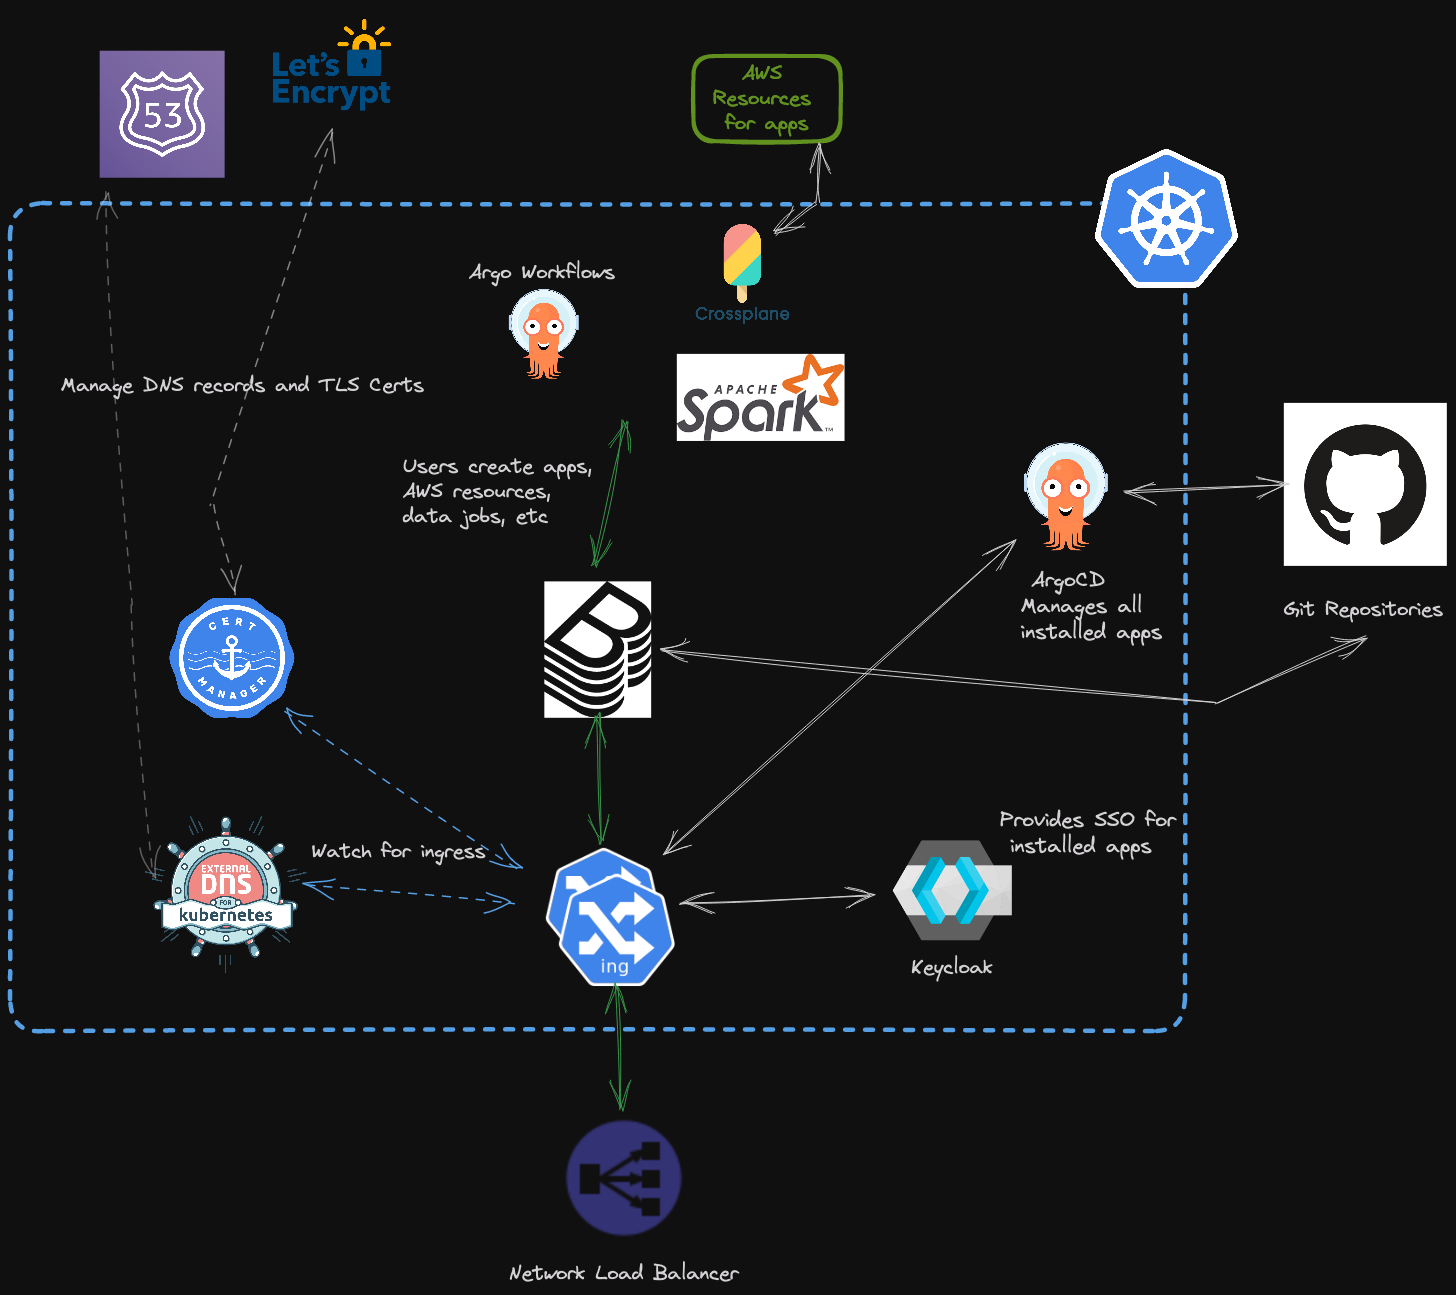 53
Let's
Encrypt
AWS
Resources
for apps
Argo Workflows
Crossplane
APACHE
Spark™
Manage DNS records and TLS Certs
Users create apps,
AWS resources,
data jobs, etc
ArgoCD
Manages all
installed apps
Git Repositories
CERT
MANAGER
B
Provides SSO for
installed apps
Watch for ingress
EXTERNAL
DNS
FOR
kubernetes
ing
Keycloak
Network Load Balancer